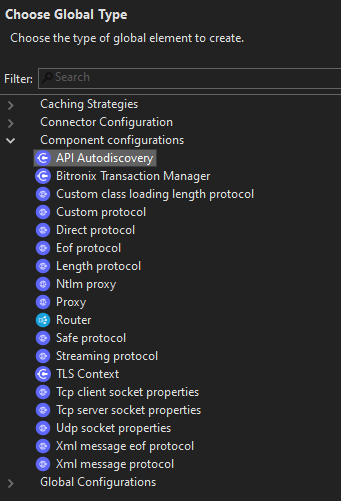 Choose Global Type
Choose the type of global element to create.
Filter: Search
Caching Strategies
Connector Configuration
Component configurations
API Autodiscovery
Bitronix Transaction Manager
Custom class loading length protocol
Custom protocol
Direct protocol
Eof protocol
Length protocol
Ntlm proxy
Proxy
Router
Safe protocol
Streaming protocol
TLS Context
Tcp client socket properties
Tcp server socket properties
Udp socket properties
Xml message eof protocol
Xml message protocol
Global Configurations